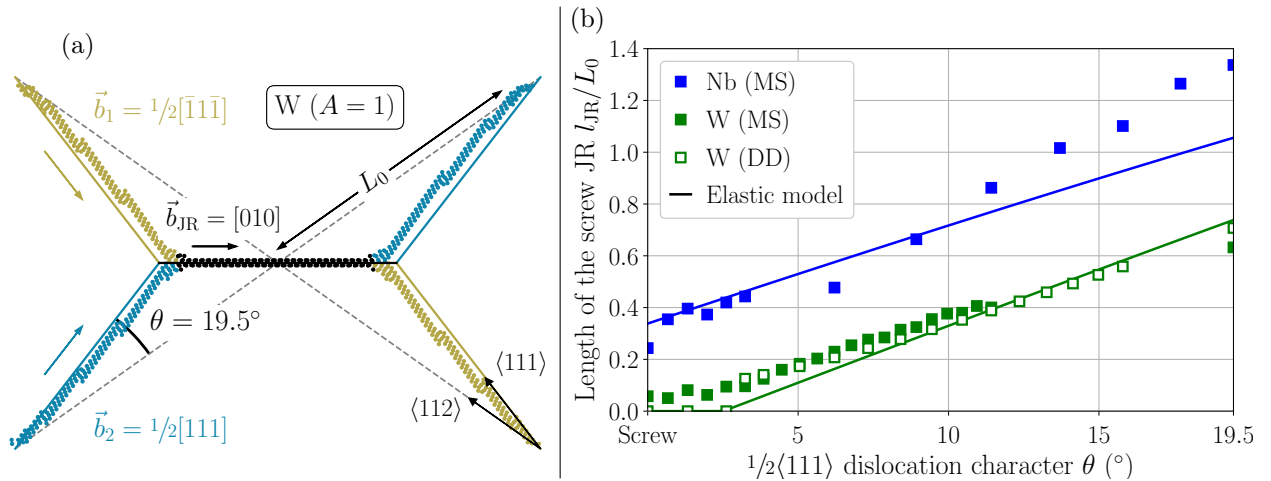 (a)
b⃗₁ = 1/2[1̄11̄]
W (A = 1)
L₀
b⃗_JR = [010]
θ = 19.5°
⟨111⟩
⟨112⟩
b⃗₂ = 1/2[111]
(b)
Length of the screw JR l_JR/L₀
1.4
1.2
1.0
0.8
0.6
0.4
0.2
0.0
Nb (MS)
W (MS)
W (DD)
Elastic model
Screw 5 10 15 19.5
1/2⟨111⟩ dislocation character θ (°)